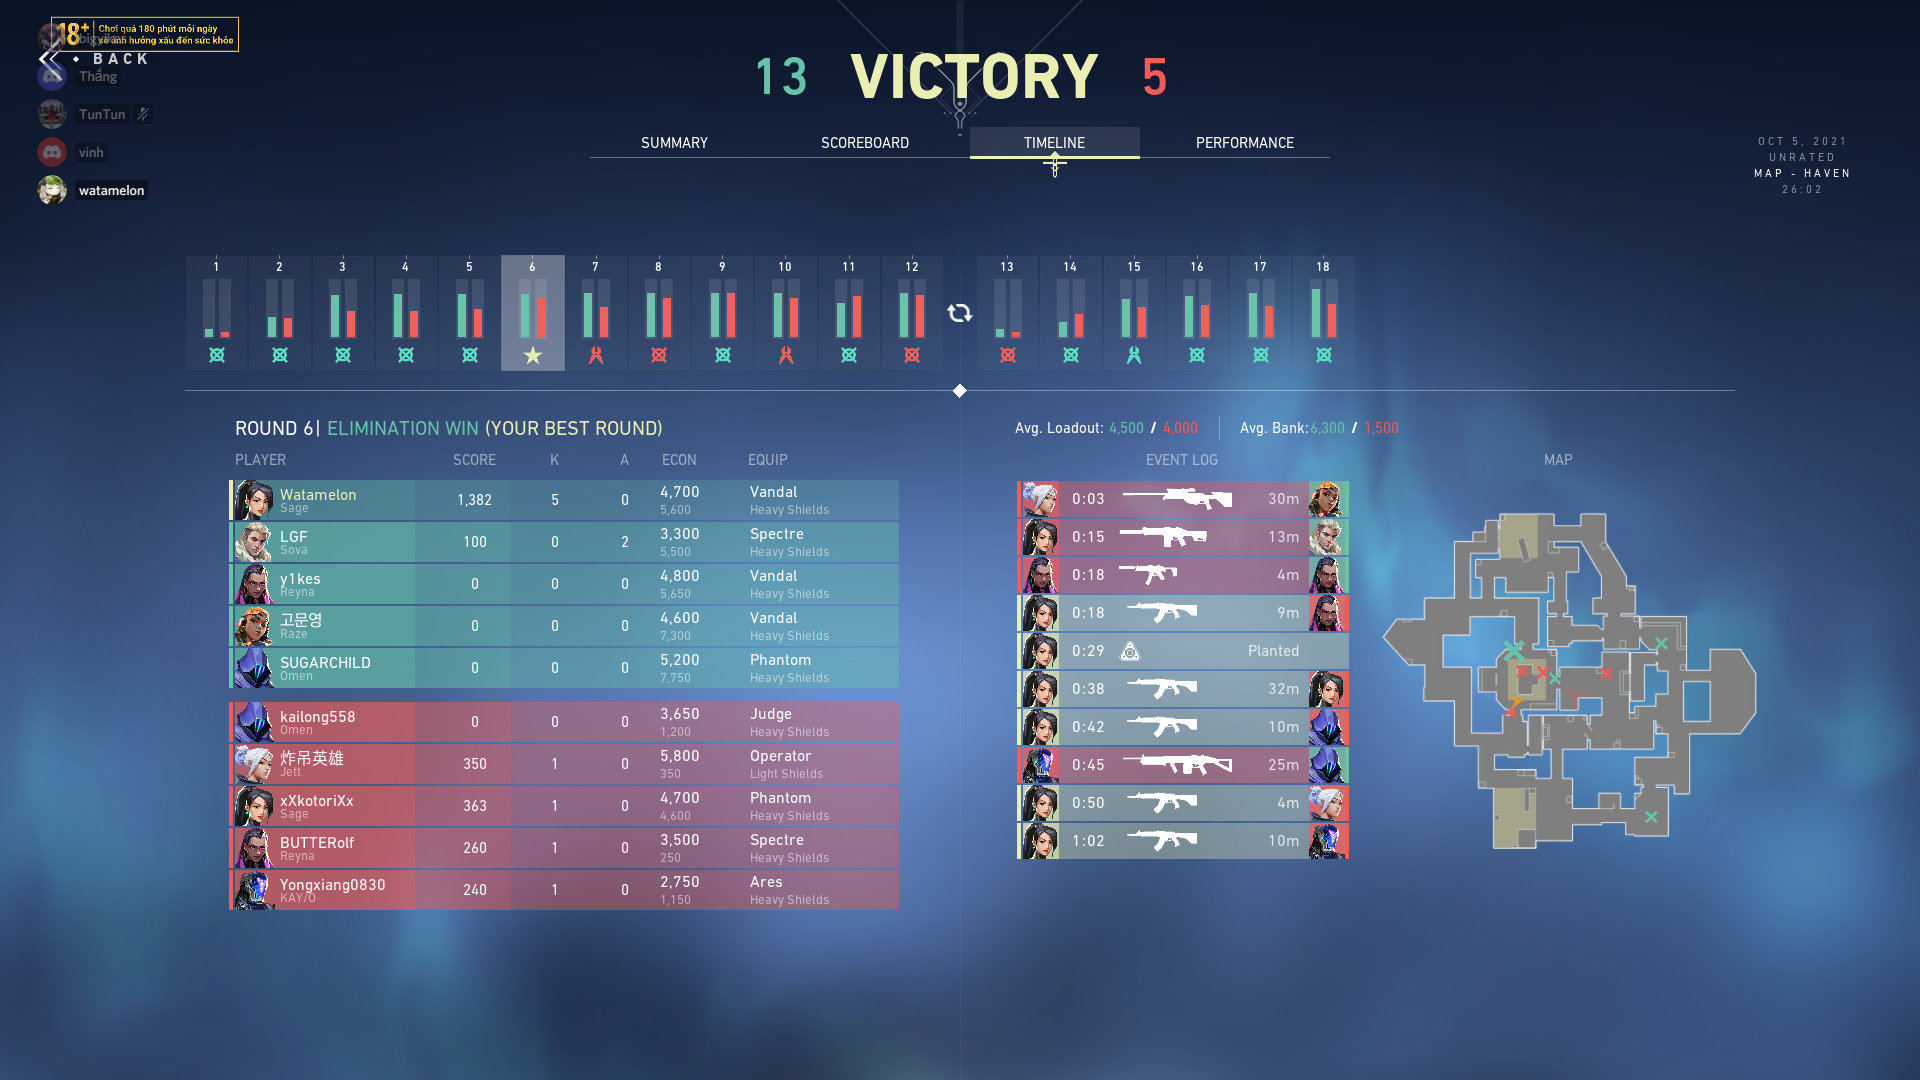 18+
Chơi quá 180 phút mỗi ngày
sẽ ảnh hưởng xấu đến sức khỏe
BACK
Thắng
TunTun
vinh
watamelon
13 VICTORY 5
SUMMARY SCOREBOARD TIMELINE PERFORMANCE
OCT 5, 2021
UNRATED
MAP - HAVEN
26:02
1 2 3 4 5 6 7 8 9 10 11 12 13 14 15 16 17 18
ROUND 6| ELIMINATION WIN (YOUR BEST ROUND)
PLAYER SCORE K A ECON EQUIP
Watamelon 1,382 5 0 4,700 Vandal
Sage 5,600 Heavy Shields
LGF 100 0 2 3,300 Spectre
Sova 5,500 Heavy Shields
y1kes 0 0 0 4,800 Vandal
Reyna 5,650 Heavy Shields
고문영 0 0 0 4,600 Vandal
Raze 7,300 Heavy Shields
SUGARCHILD 0 0 0 5,200 Phantom
Omen 7,750 Heavy Shields
kailong558 0 0 0 3,650 Judge
Omen 1,200 Heavy Shields
炸吊英雄 350 1 0 5,800 Operator
Jett 350 Light Shields
xXkotoriXx 363 1 0 4,700 Phantom
Sage 4,600 Heavy Shields
BUTTERolf 260 1 0 3,500 Spectre
Reyna 250 Heavy Shields
Yongxiang0830 240 1 0 2,750 Ares
KAY/O 1,150 Heavy Shields
Avg. Loadout: 4,500 / 4,000 Avg. Bank: 6,300 / 1,500
EVENT LOG
0:03 30m
0:15 13m
0:18 4m
0:18 9m
0:29 Planted
0:38 32m
0:42 10m
0:45 25m
0:50 4m
1:02 10m
MAP